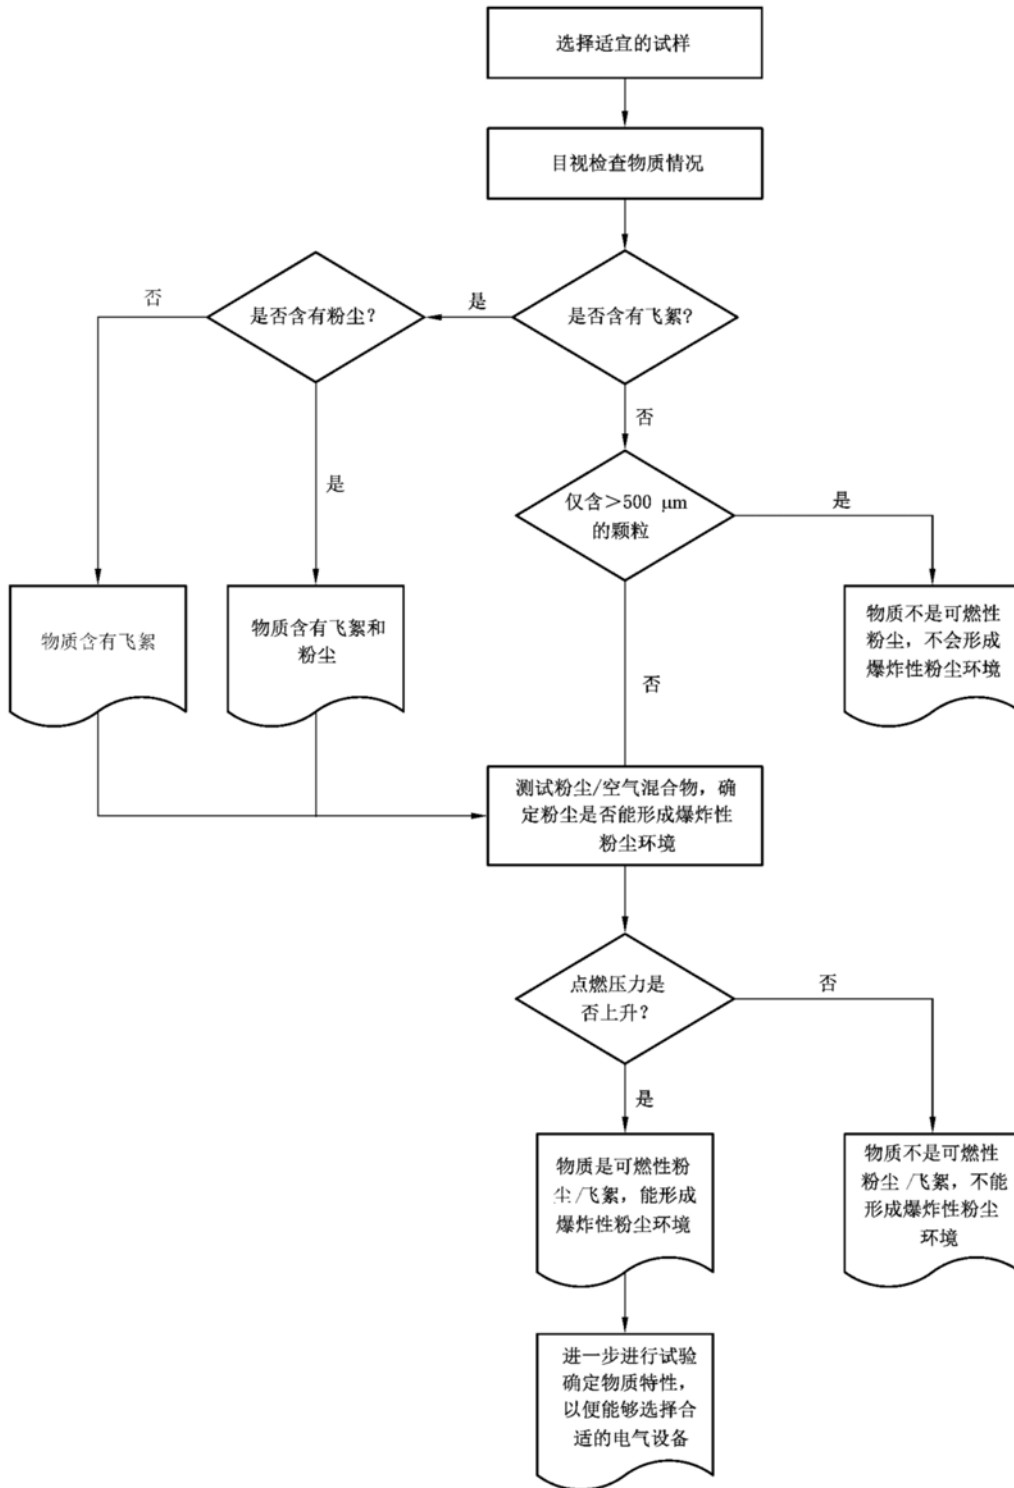 选择适宜的试样
目视检查物质情况
是否含有飞絮？
是
是否含有粉尘？
否
否
是
仅含＞500 μm
的颗粒
是
物质含有飞絮
物质含有飞絮和
粉尘
物质不是可燃性
粉尘，不会形成
爆炸性粉尘环境
否
测试粉尘/空气混合物，确
定粉尘是否能形成爆炸性
粉尘环境
点燃压力是
否上升？
否
是
物质是可燃性粉
尘/飞絮，能形成
爆炸性粉尘环境
物质不是可燃性
粉尘/飞絮，不能
形成爆炸性粉尘
环境
进一步进行试验
确定物质特性，
以便能够选择合
适的电气设备